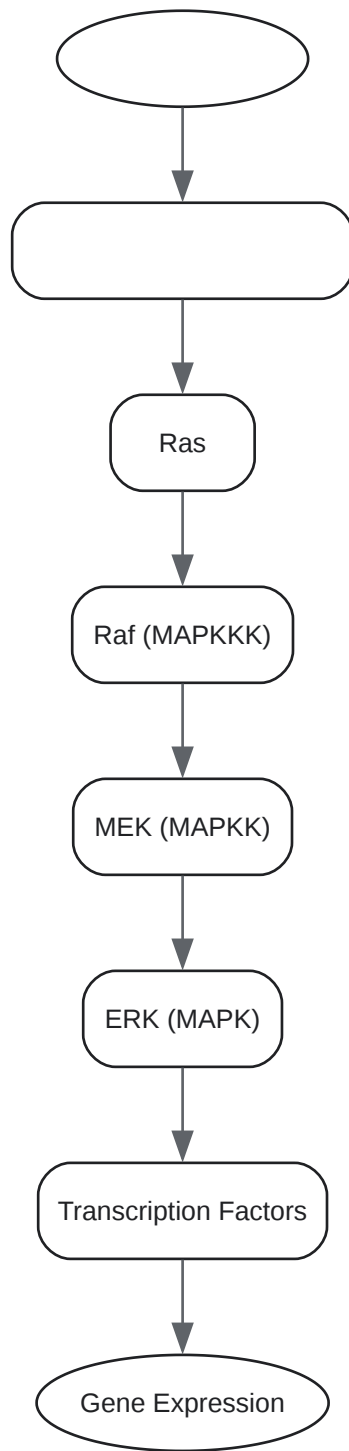 Ras
Raf (MAPKKK)
MEK (MAPKK)
ERK (MAPK)
Transcription Factors
Gene Expression